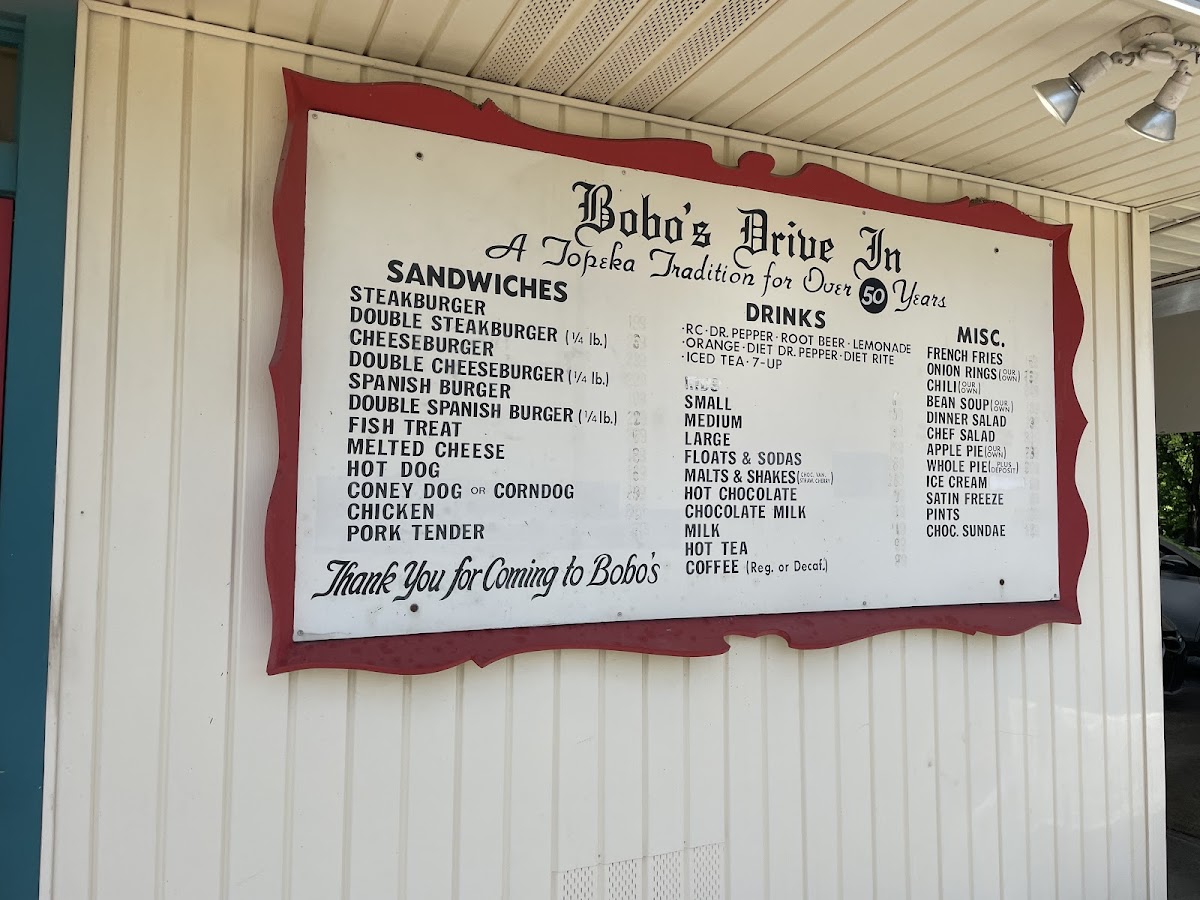 Bobo's Drive In
A Topeka Tradition for Over 50 Years
SANDWICHES
STEAKBURGER
DOUBLE STEAKBURGER (1/4 lb.)
CHEESEBURGER
DOUBLE CHEESEBURGER (1/4 lb.)
SPANISH BURGER
DOUBLE SPANISH BURGER (1/4 lb.)
FISH TREAT
MELTED CHEESE
HOT DOG
CONEY DOG OR CORNDOG
CHICKEN
PORK TENDER
Thank You for Coming to Bobo's
DRINKS
·RC·DR. PEPPER·ROOT BEER·LEMONADE
·ORANGE·DIET DR. PEPPER·DIET RITE
·ICED TEA·7-UP
SMALL
MEDIUM
LARGE
FLOATS & SODAS
MALTS & SHAKES (CHOC. VAN. STRAW. CHERRY)
HOT CHOCOLATE
CHOCOLATE MILK
MILK
HOT TEA
COFFEE (Reg. or Decaf.)
MISC.
FRENCH FRIES
ONION RINGS (OUR OWN)
CHILI (OUR OWN)
BEAN SOUP (OUR OWN)
DINNER SALAD
CHEF SALAD
APPLE PIE (OUR OWN)
WHOLE PIE (PLUS DEPOSIT)
ICE CREAM
SATIN FREEZE
PINTS
CHOC. SUNDAE